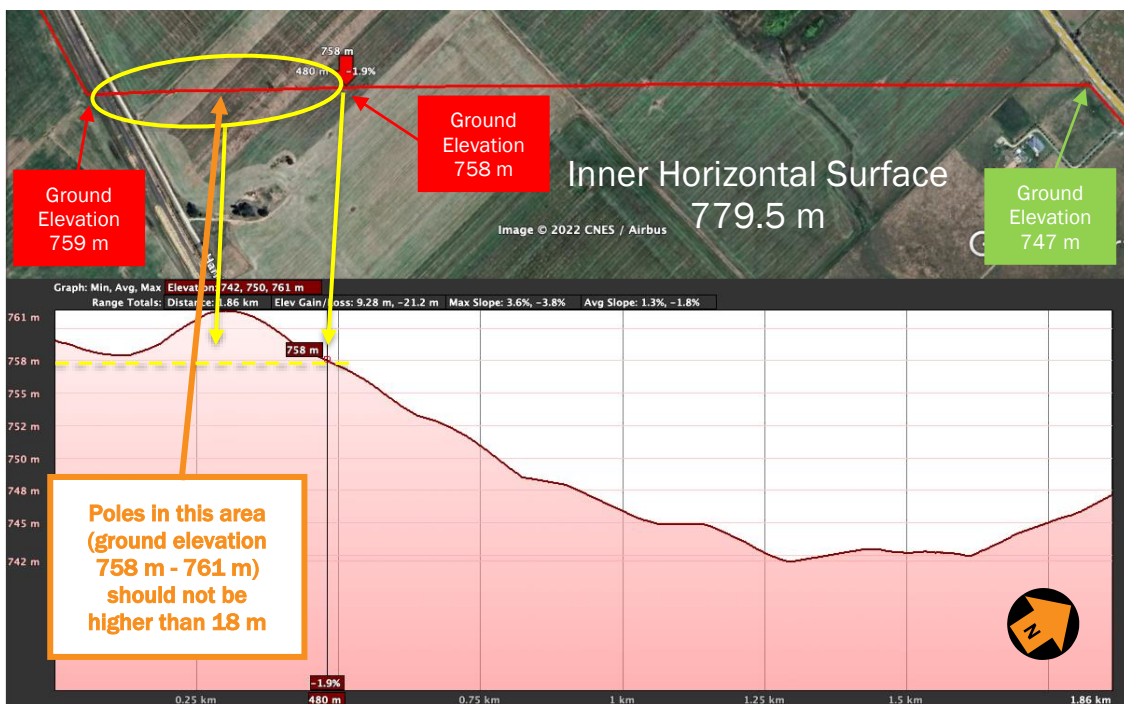 758 m
480 m
-1.9%
Ground
Elevation
758 m
Ground
Elevation
759 m
Inner Horizontal Surface
779.5 m
Ground
Elevation
747 m
Image © 2022 CNES / Airbus
Graph: Min, Avg, Max Elevation: 742, 750, 761 m
Range Totals: Distance: 1.86 km Elev Gain/Loss: 9.28 m, -21.2 m Max Slope: 3.6%, -3.8% Avg Slope: 1.3%, -1.8%
761 m
758 m
758 m
755 m
752 m
750 m
748 m
745 m
742 m
Poles in this area
(ground elevation
758 m - 761 m)
should not be
higher than 18 m
N
-1.9%
0.25 km
480 m
0.75 km
1 km
1.25 km
1.5 km
1.86 km